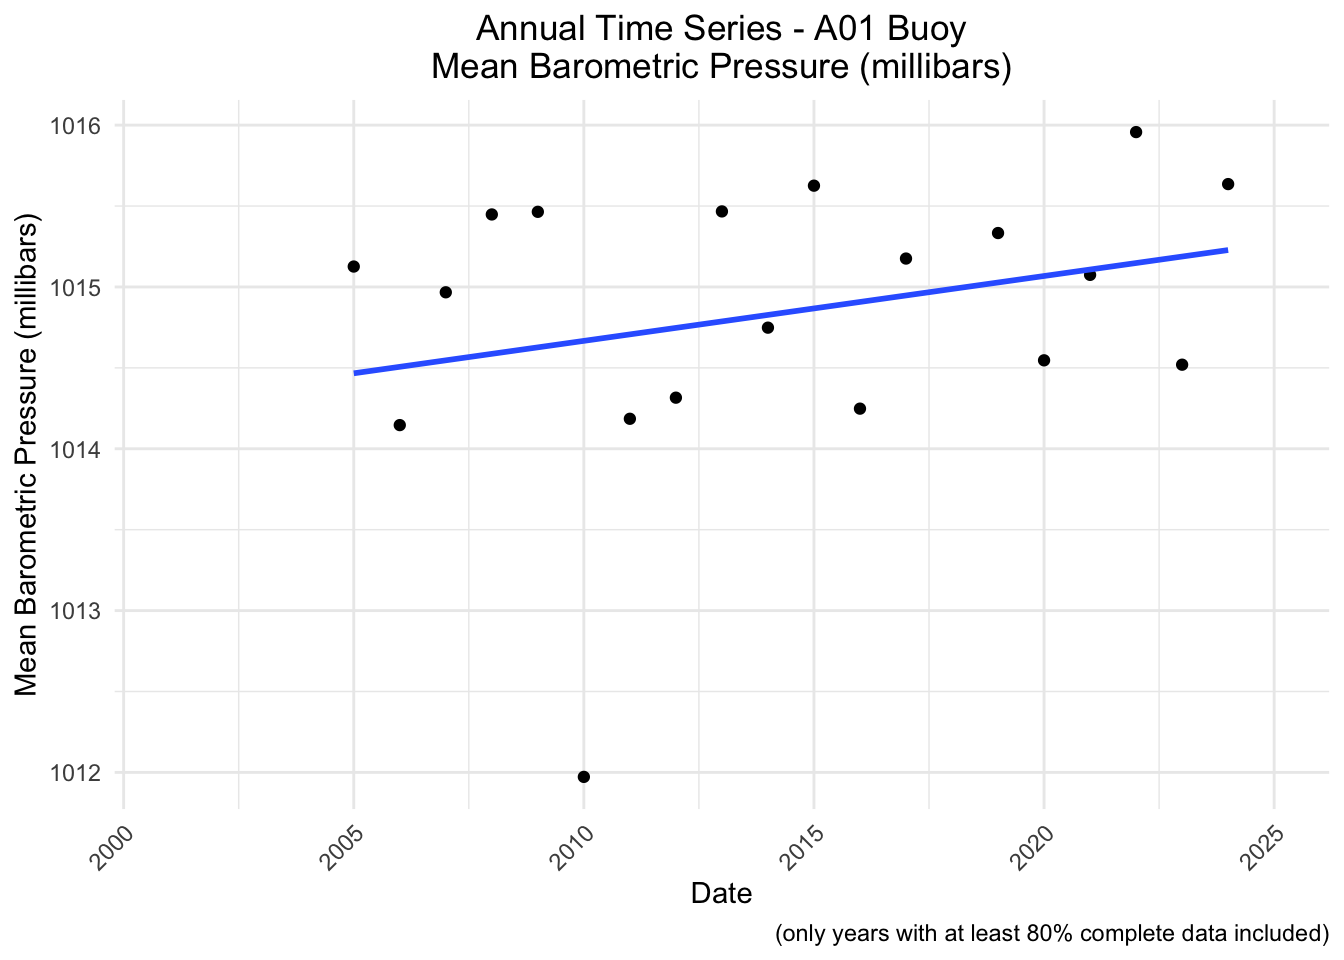 Annual Time Series - A01 Buoy
Mean Barometric Pressure (millibars)
Mean Barometric Pressure (millibars)
1016
1015
1014
1013
1012
2000
2005
2010
2015
2020
2025
Date
(only years with at least 80% complete data included)